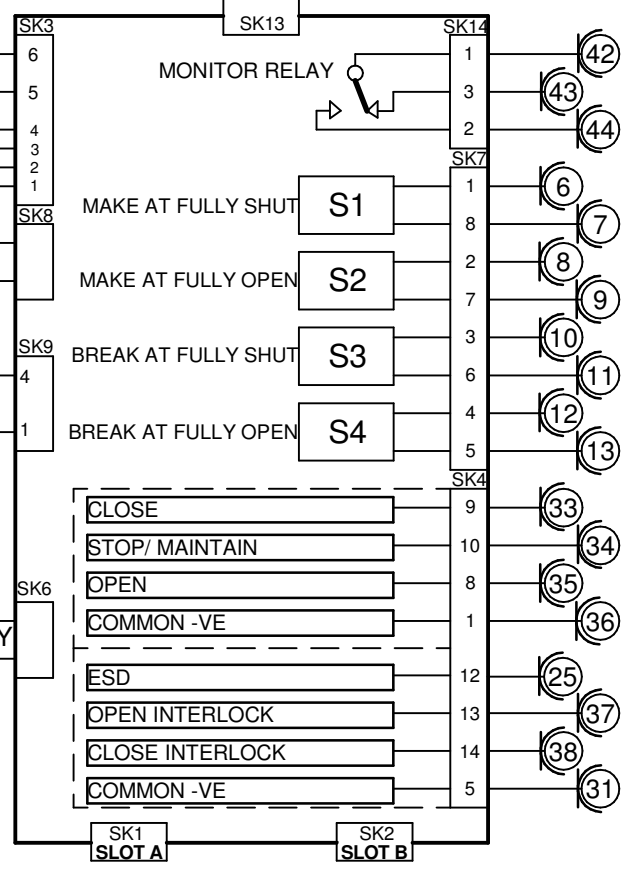 SK13
SK3
SK14
6
MONITOR RELAY
1
42
5
3
43
4
2
44
3
2
1
SK7
MAKE AT FULLY SHUT
S1
1
6
SK8
8
7
MAKE AT FULLY OPEN
S2
2
8
7
9
SK9
BREAK AT FULLY SHUT
S3
3
10
4
6
11
1
BREAK AT FULLY OPEN
S4
4
12
5
13
SK4
CLOSE
9
33
STOP/ MAINTAIN
10
34
SK6
OPEN
8
35
COMMON -VE
1
36
Y
ESD
12
25
OPEN INTERLOCK
13
37
CLOSE INTERLOCK
14
38
COMMON -VE
5
31
SK1
SLOT A
SK2
SLOT B